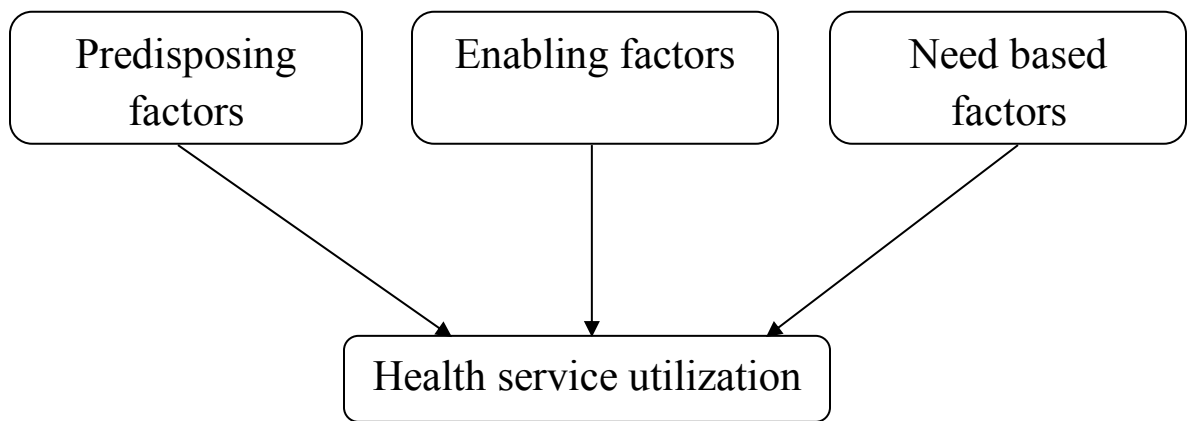 Predisposing
factors
Enabling factors
Need based
factors
Health service utilization